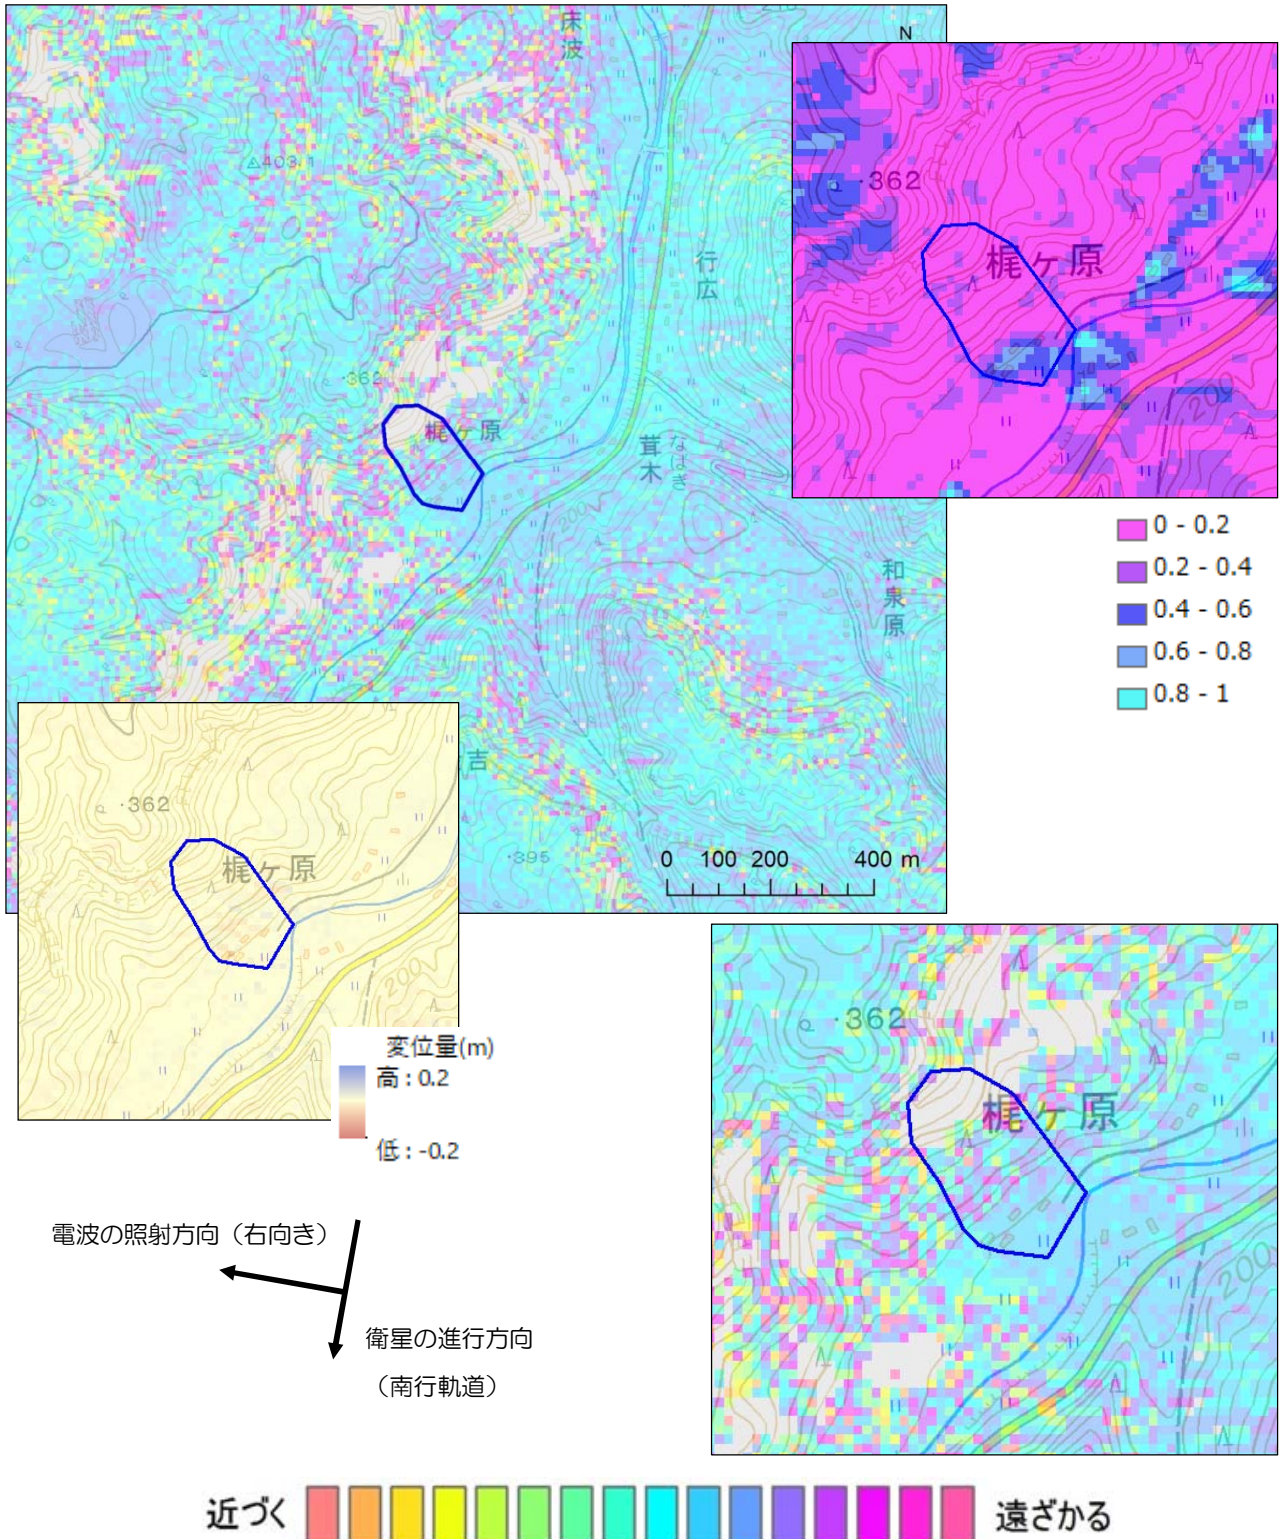 床波
N
403.1
行広
・362
梶ヶ原
茸木
なばき
200
和泉原
吉
・395
0 100 200 400 m
・362
梶ヶ原
200
0 - 0.2
0.2 - 0.4
0.4 - 0.6
0.6 - 0.8
0.8 - 1
・362
梶ヶ原
200
変位量(m)
高 : 0.2
低 : -0.2
・362
梶ヶ原
200
電波の照射方向（右向き）
衛星の進行方向
（南行軌道）
近づく 遠ざかる